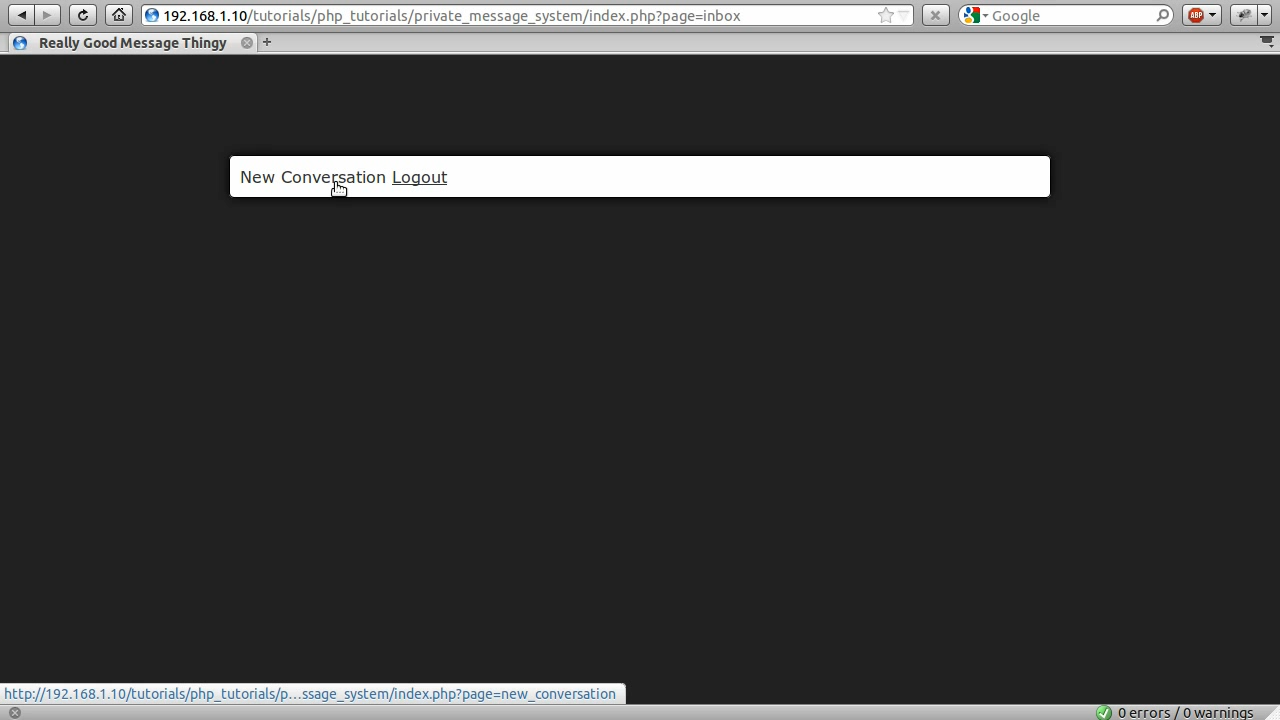 192.168.1.10/tutorials/php_tutorials/private_message_system/index.php?page=inbox
Google
ABP
Really Good Message Thingy
New Conversation Logout
http://192.168.1.10/tutorials/php_tutorials/p...ssage_system/index.php?page=new_conversation
0 errors / 0 warnings